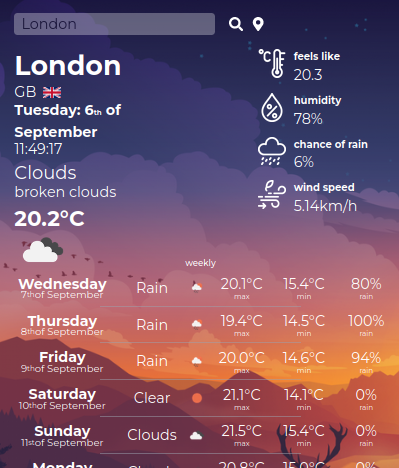 London
London
GB
Tuesday: 6th of
September
11:49:17
Clouds
broken clouds
20.2°C
°C feels like
20.3
humidity
78%
chance of rain
6%
wind speed
5.14km/h
weekly
Wednesday Rain 20.1°C 15.4°C 80%
7th of September max min rain
Thursday Rain 19.4°C 14.5°C 100%
8th of September max min rain
Friday Rain 20.0°C 14.6°C 94%
9th of September max min rain
Saturday Clear 21.1°C 14.1°C 0%
10th of September max min rain
Sunday Clouds 21.5°C 15.4°C 0%
11st of September max min rain
Monday Clouds 20.8°C 15.0°C 0%